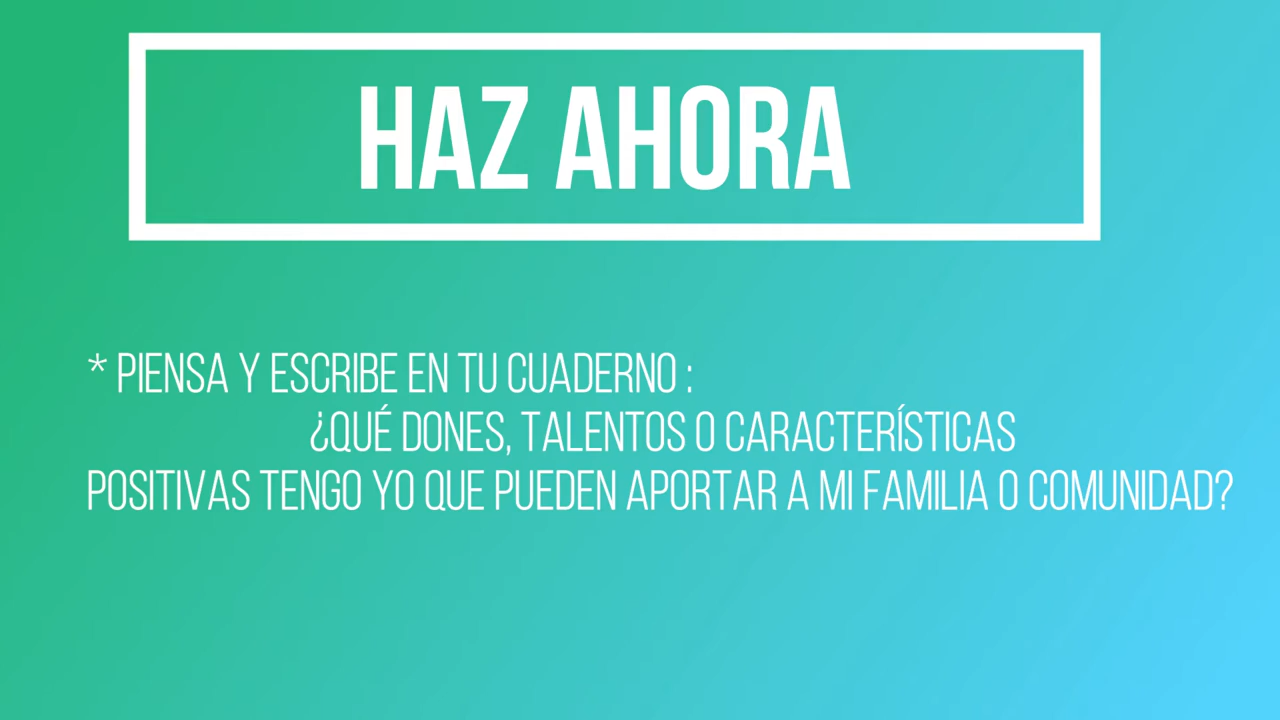 HAZ AHORA
* PIENSA Y ESCRIBE EN TU CUADERNO :
¿QUÉ DONES, TALENTOS O CARACTERÍSTICAS
POSITIVAS TENGO YO QUE PUEDEN APORTAR A MI FAMILIA O COMUNIDAD?